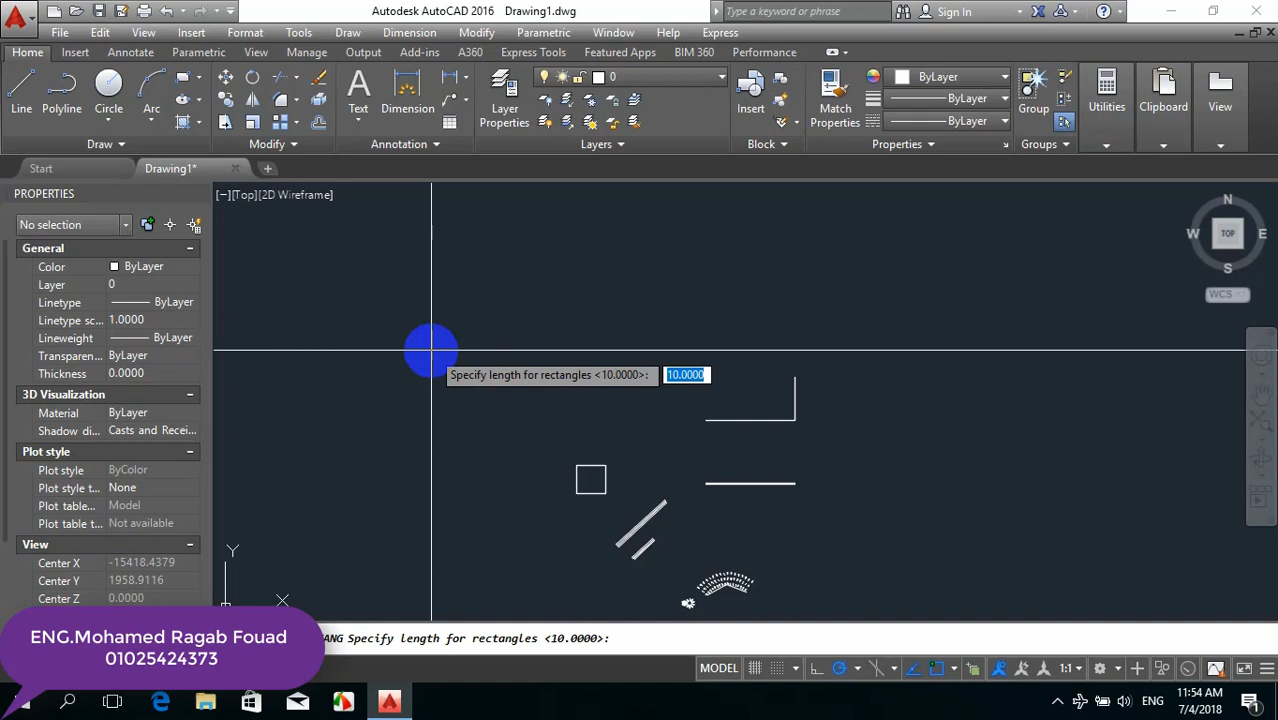 Autodesk AutoCAD 2016 Drawing1.dwg
Type a keyword or phrase
Sign In
File Edit View Insert Format Tools Draw Dimension Modify Parametric Window Help Express
Home Insert Annotate Parametric View Manage Output Add-ins A360 Express Tools Featured Apps BIM 360 Performance
Line Polyline Circle Arc
Text Dimension
Layer Properties
0
Insert
Match Properties
ByLayer
ByLayer
ByLayer
Group
Utilities
Clipboard
View
Draw Modify Annotation Layers Block Properties Groups
Start Drawing1*
PROPERTIES
[−][Top][2D Wireframe]
No selection
General
Color ByLayer
Layer 0
Linetype ByLayer
Linetype sc... 1.0000
Lineweight ByLayer
Transparen... ByLayer
Thickness 0.0000
3D Visualization
Material ByLayer
Shadow di... Casts and Recei...
Plot style
Plot style ByColor
Plot style t... None
Plot table... Model
Plot table t... Not available
View
Center X -15418.4379
Center Y 1958.9116
Center Z 0.0000
N
W TOP E
S
WCS
Specify length for rectangles <10.0000>: 10.0000
Y
X
ENG.Mohamed Ragab Fouad
01025424373
ANG Specify length for rectangles <10.0000>:
MODEL
1:1
ENG
11:54 AM
7/4/2018
1